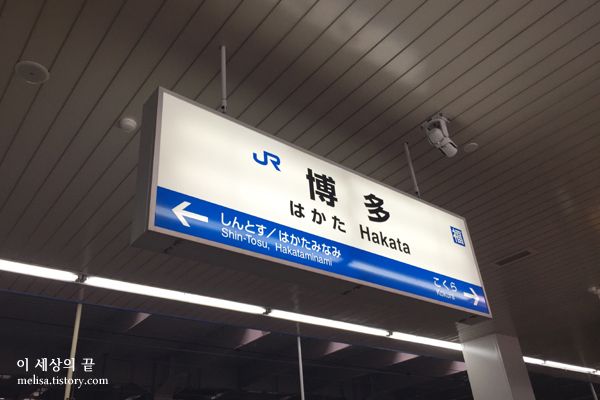 JR
博多
福
はかた Hakata
しんとす／はかたみなみ
Shin-Tosu, Hakataminami
こくら
Kokura
이 세상의 끝
melisa.tistory.com